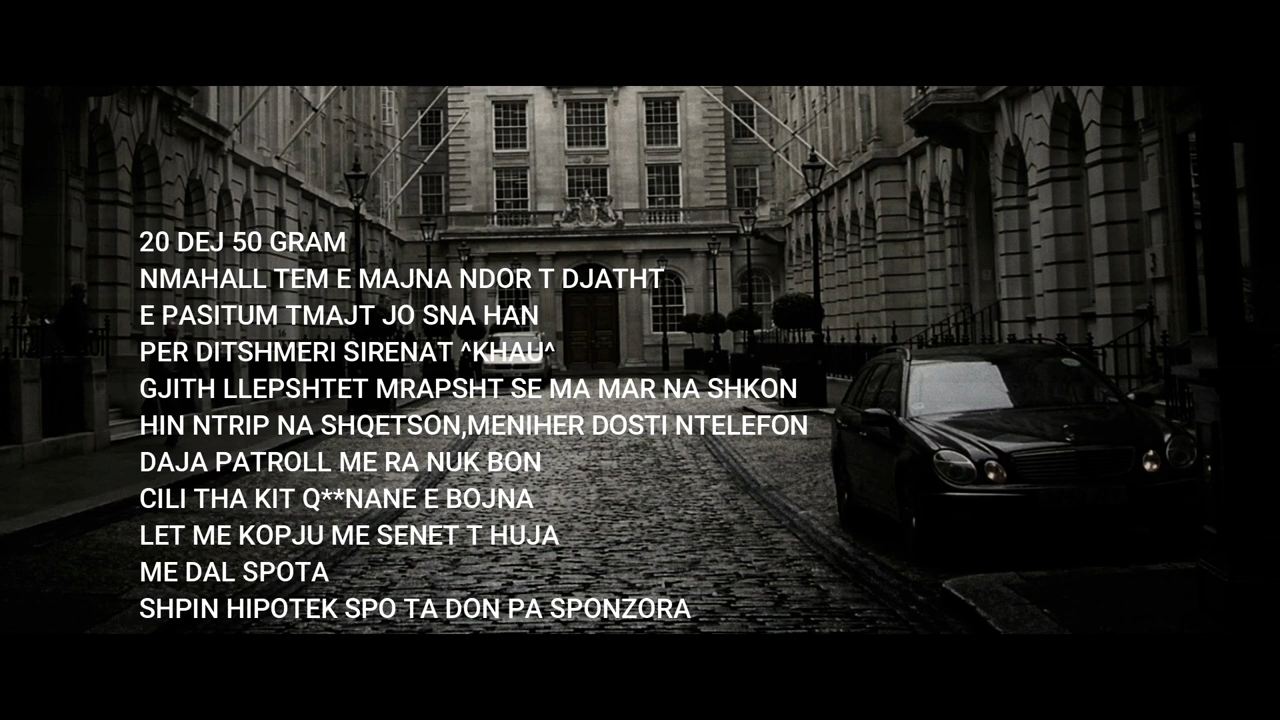 20 DEJ 50 GRAM
NMAHALL TEM E MAJNA NDOR T DJATHT
E PASITUM TMAJT JO SNA HAN
PER DITSHMERI SIRENAT ^KHAU^
GJITH LLEPSHTET MRAPSHT SE MA MAR NA SHKON
HIN NTRIP NA SHQETSON,MENIHER DOSTI NTELEFON
DAJA PATROLL ME RA NUK BON
CILI THA KIT Q**NANE E BOJNA
LET ME KOPJU ME SENET T HUJA
ME DAL SPOTA
SHPIN HIPOTEK SPO TA DON PA SPONZORA